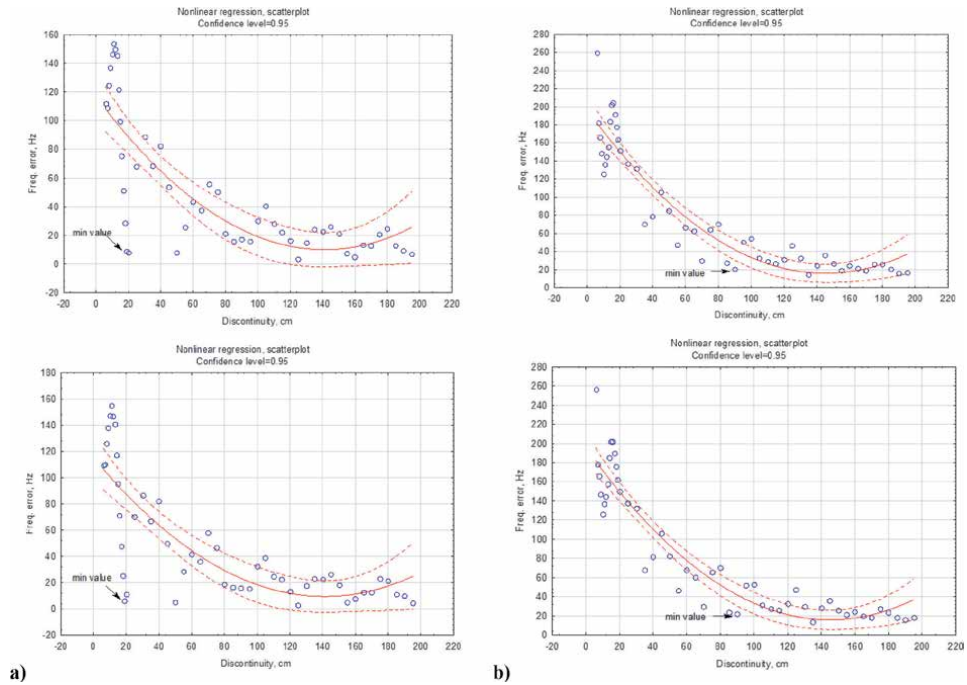 Nonlinear regression, scatterplot
Confidence level=0.95
160
140
120
100
80
60
40
20
0
-20
Freq. error, Hz
min value
-20 0 20 40 60 80 100 120 140 160 180 200 220
Discontinuity, cm
Nonlinear regression, scatterplot
Confidence level=0.95
280
260
240
220
200
180
160
140
120
100
80
60
40
20
0
Freq. error, Hz
min value
-20 0 20 40 60 80 100 120 140 160 180 200 220
Discontinuity, cm
Nonlinear regression, scatterplot
Confidence level=0.95
180
160
140
120
100
80
60
40
20
0
-20
Freq. error, Hz
min value
-20 0 20 40 60 80 100 120 140 160 180 200 220
Discontinuity, cm
a)
Nonlinear regression, scatterplot
Confidence level=0.95
280
260
240
220
200
180
160
140
120
100
80
60
40
20
0
Freq. error, Hz
min value
-20 0 20 40 60 80 100 120 140 160 180 200 220
Discontinuity, cm
b)